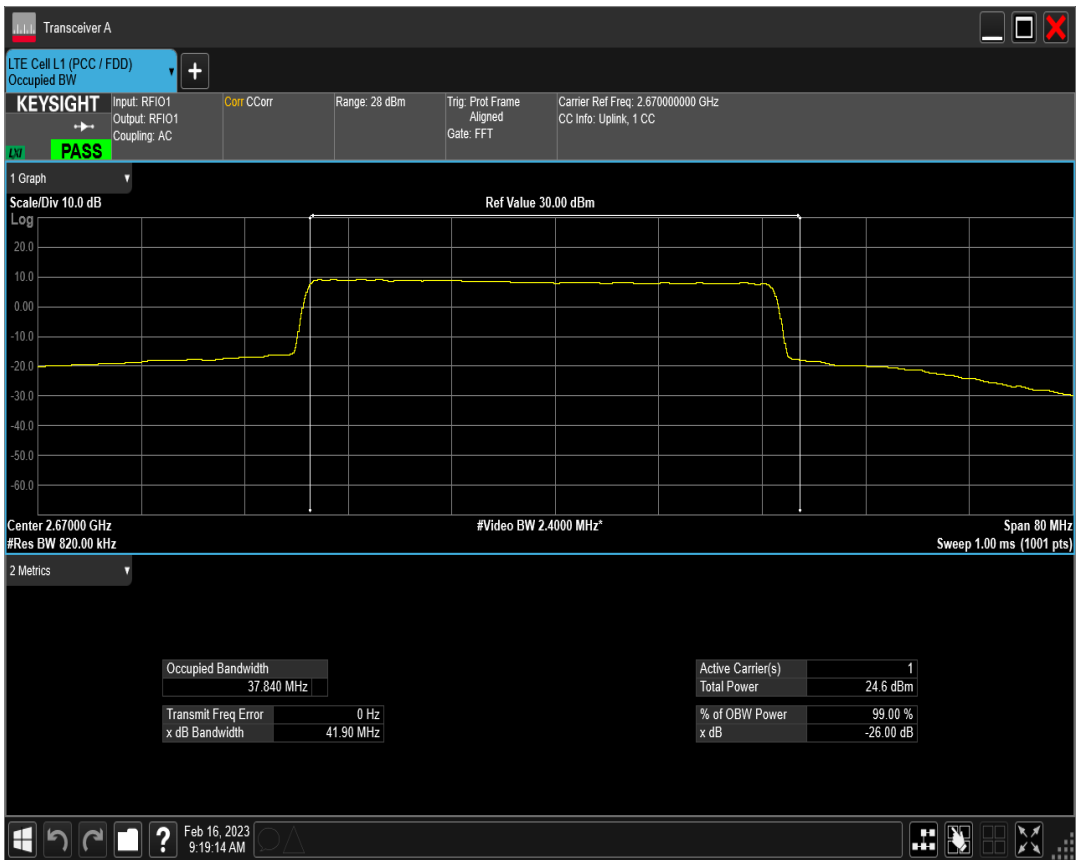 Transceiver A
LTE Cell L1 (PCC / FDD)
Occupied BW
+
KEYSIGHT
LXI
PASS
Input: RFIO1
Output: RFIO1
Coupling: AC
Corr CCorr
Range: 28 dBm
Trig: Prot Frame
Aligned
Gate: FFT
Carrier Ref Freq: 2.670000000 GHz
CC Info: Uplink, 1 CC
1 Graph
Scale/Div 10.0 dB
Ref Value 30.00 dBm
Log
20.0
10.0
0.00
-10.0
-20.0
-30.0
-40.0
-50.0
-60.0
Center 2.67000 GHz
#Video BW 2.4000 MHz*
Span 80 MHz
#Res BW 820.00 kHz
Sweep 1.00 ms (1001 pts)
2 Metrics
Occupied Bandwidth
37.840 MHz
Transmit Freq Error 0 Hz
x dB Bandwidth 41.90 MHz
Active Carrier(s) 1
Total Power 24.6 dBm
% of OBW Power 99.00 %
x dB -26.00 dB
?
Feb 16, 2023
9:19:14 AM